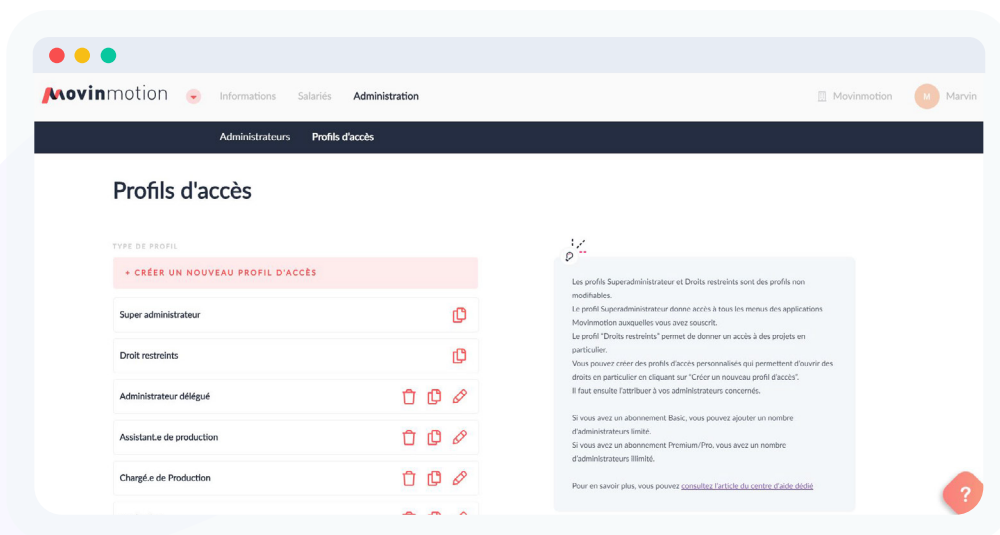 Movinmotion
Informations Salariés Administration
Movinmotion M Marvin
Administrateurs Profils d'accès
Profils d'accès
TYPE DE PROFIL
+ CRÉER UN NOUVEAU PROFIL D'ACCÈS
Super administrateur
Droit restreints
Administrateur délégué
Assistant.e de production
Chargé.e de Production
Les profils Superadministrateur et Droits restreints sont des profils non
modifiables.
Le profil Superadministrateur donne accès à tous les menus des applications
Movinmotion auxquelles vous avez souscrit.
Le profil "Droits restreints" permet de donner un accès à des projets en
particulier.
Vous pouvez créer des profils d'accès personnalisés qui permettent d'ouvrir des
droits en particulier en cliquant sur "Créer un nouveau profil d'accès".
Il faut ensuite l'attribuer à vos administrateurs concernés.
Si vous avez un abonnement Basic, vous pouvez ajouter un nombre
d'administrateurs limité.
Si vous avez un abonnement Premium/Pro, vous avez un nombre
d'administrateurs Illimité.
Pour en savoir plus, vous pouvez consultez l'article du centre d'aide dédié
?